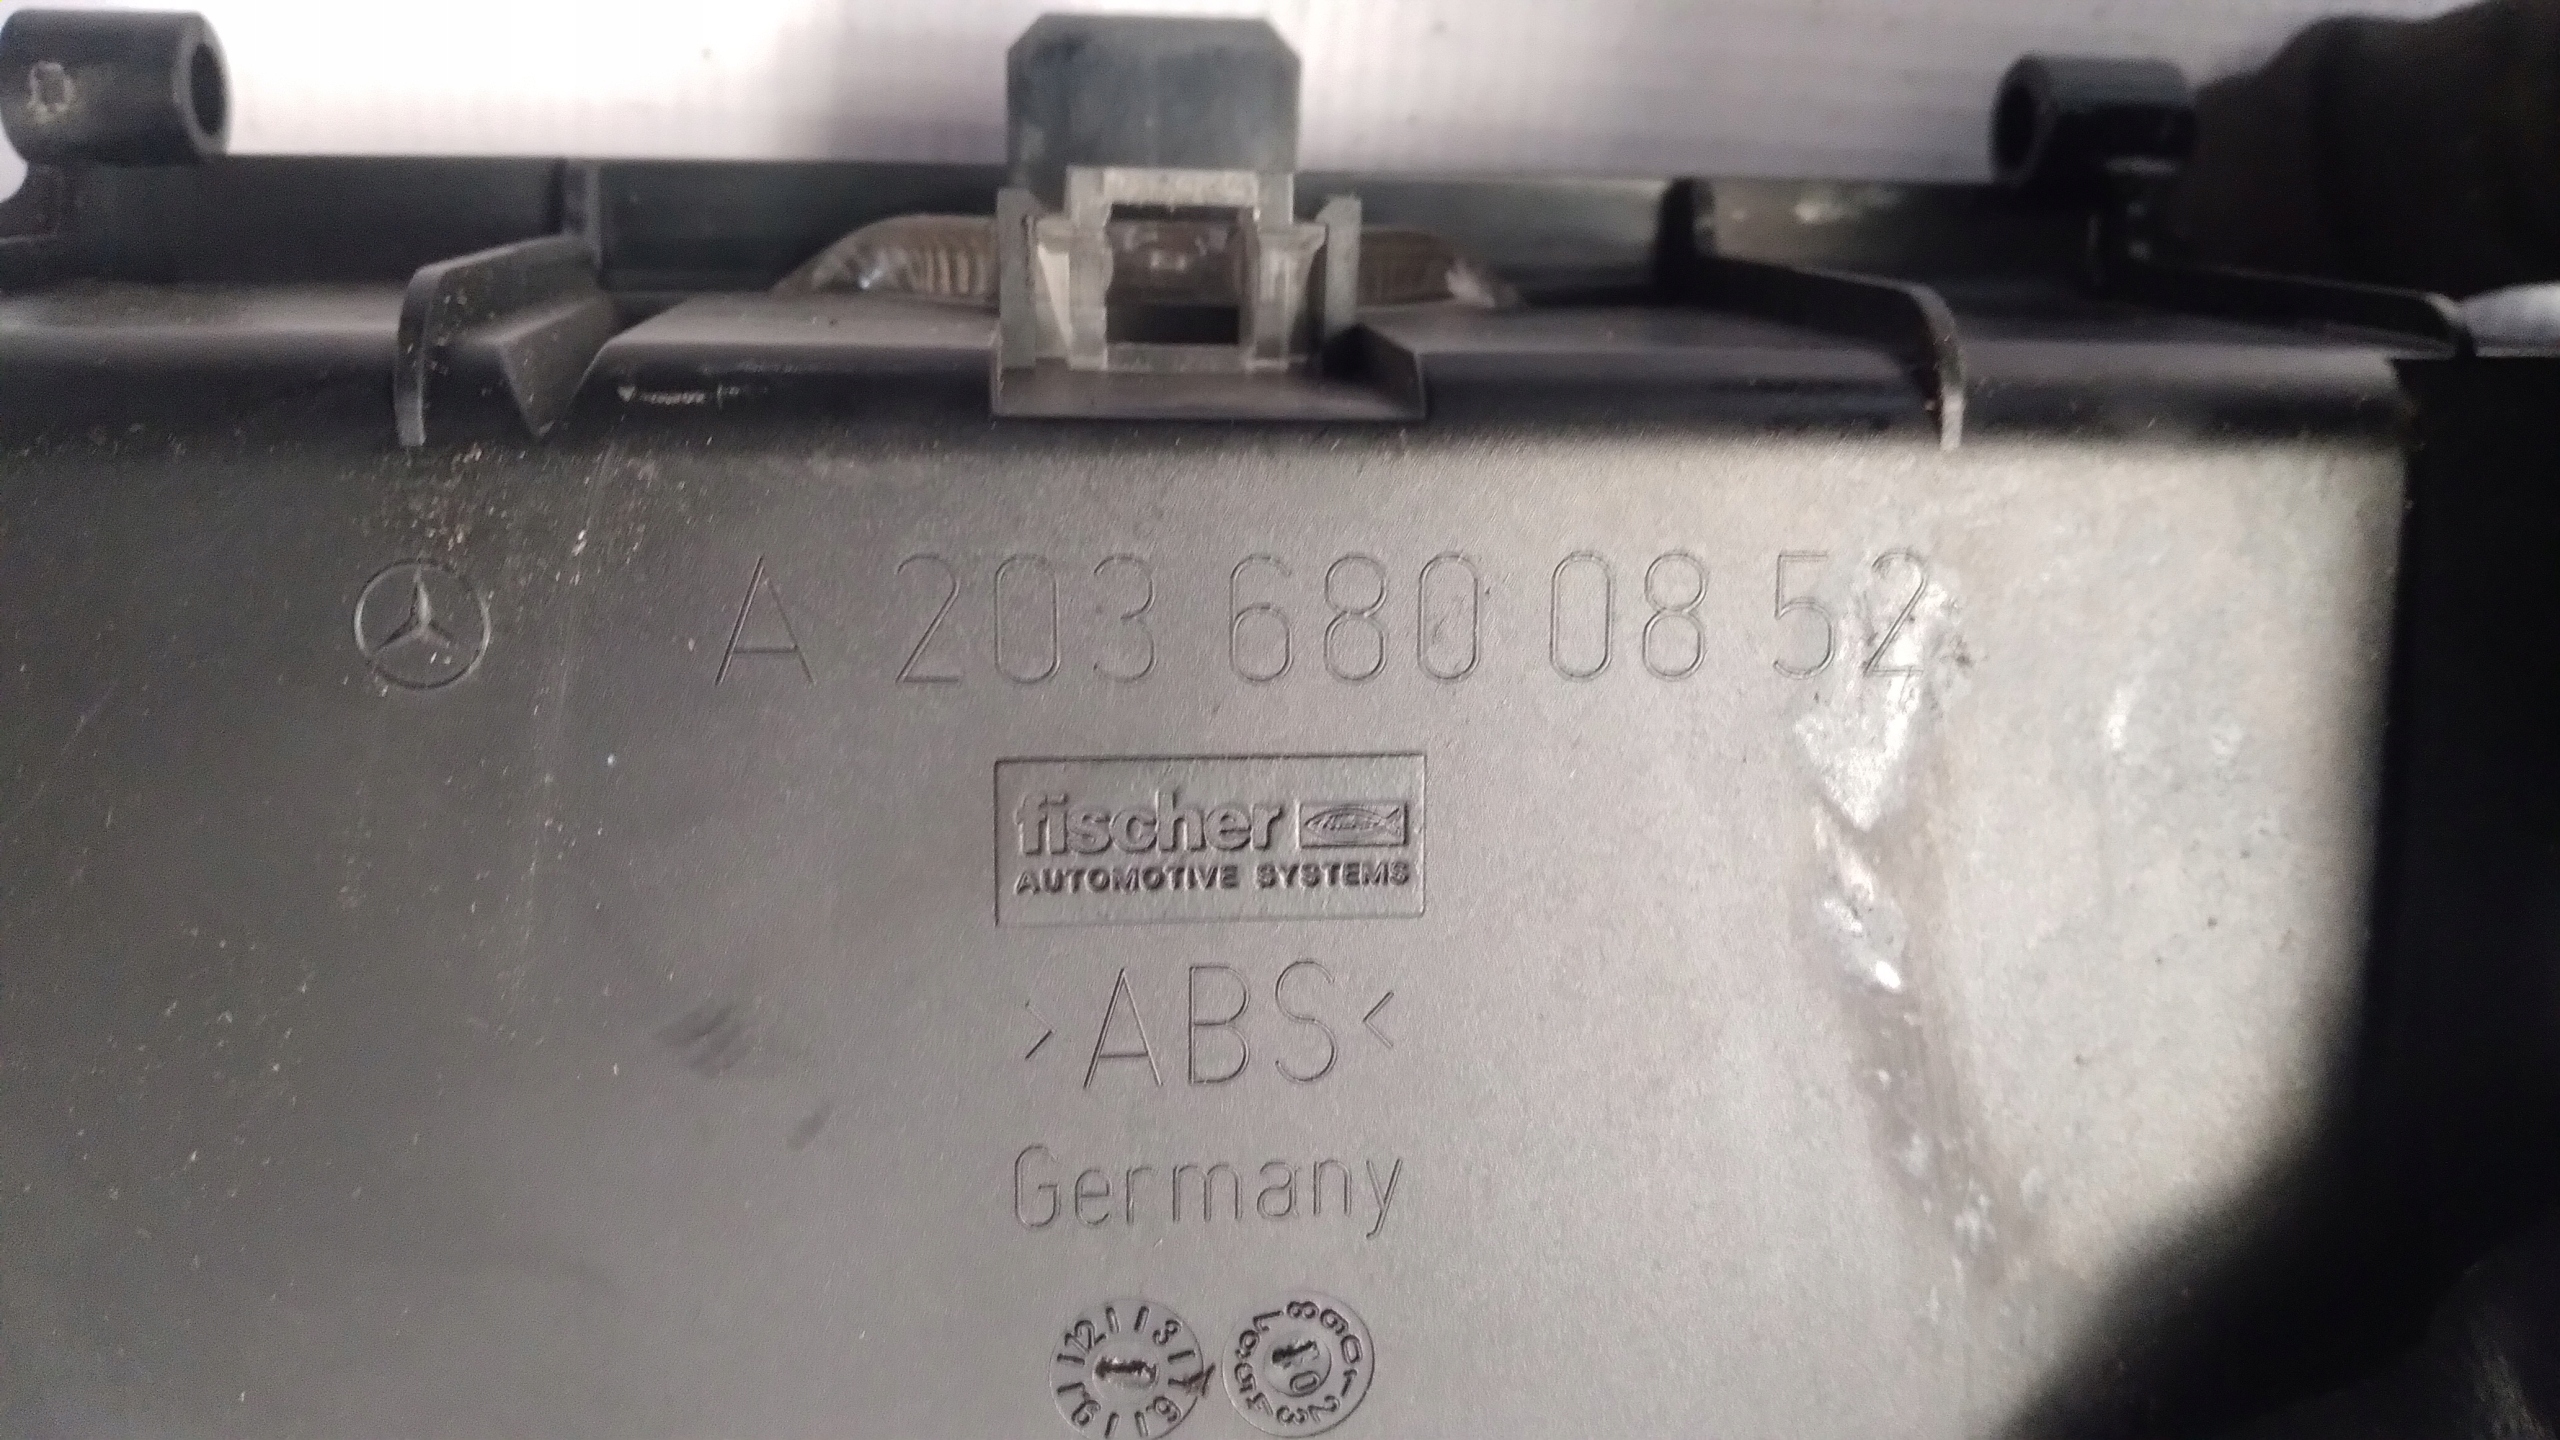 A 203 680 08 52
fischer
AUTOMOTIVE SYSTEMS
>ABS<
Germany